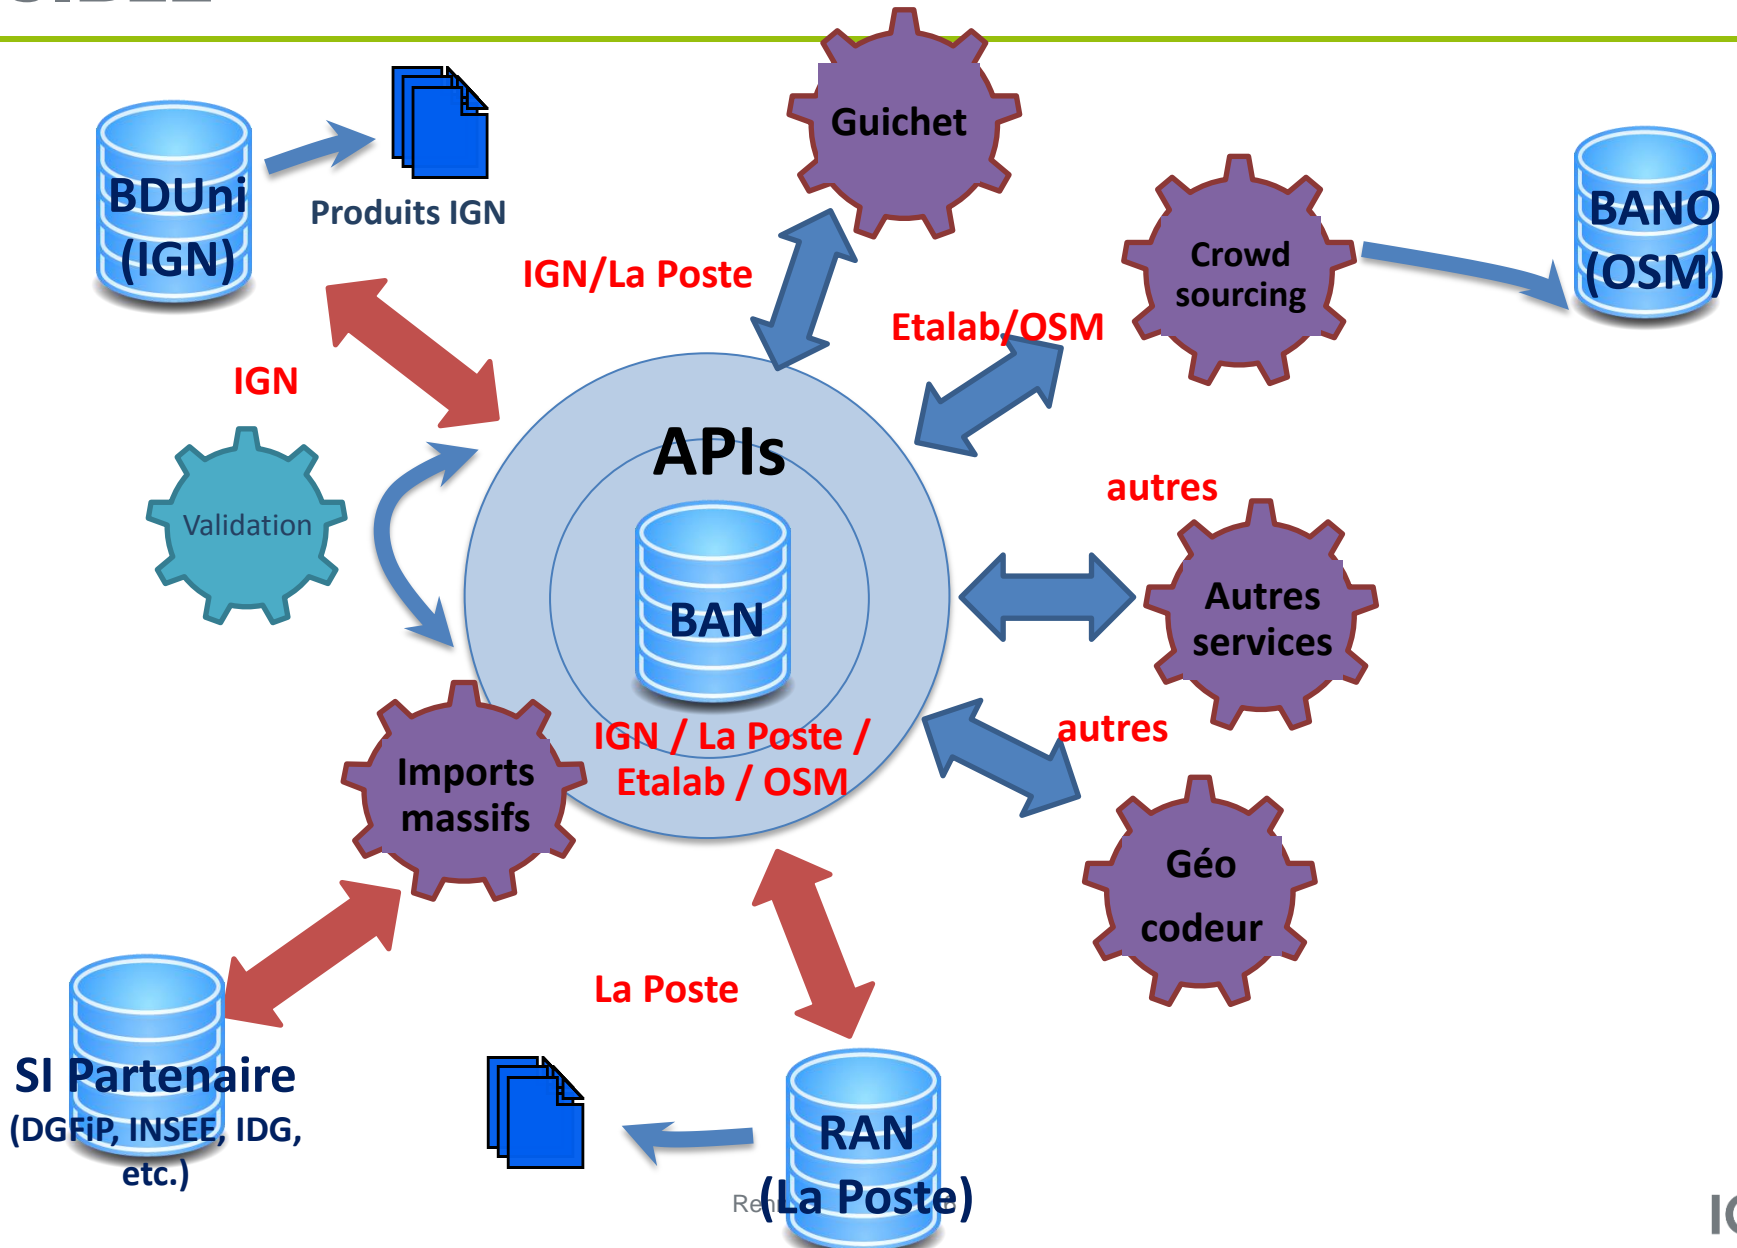 Guichet
BDUni
(IGN)
Produits IGN
BANO
(OSM)
Crowd
sourcing
IGN/La Poste
Etalab/OSM
IGN
APIs
autres
Validation
BAN
Autres
services
IGN / La Poste /
Etalab / OSM
autres
Imports
massifs
Géo
codeur
La Poste
SI Partenaire
(DGFiP, INSEE, IDG,
etc.)
RAN
(La Poste)